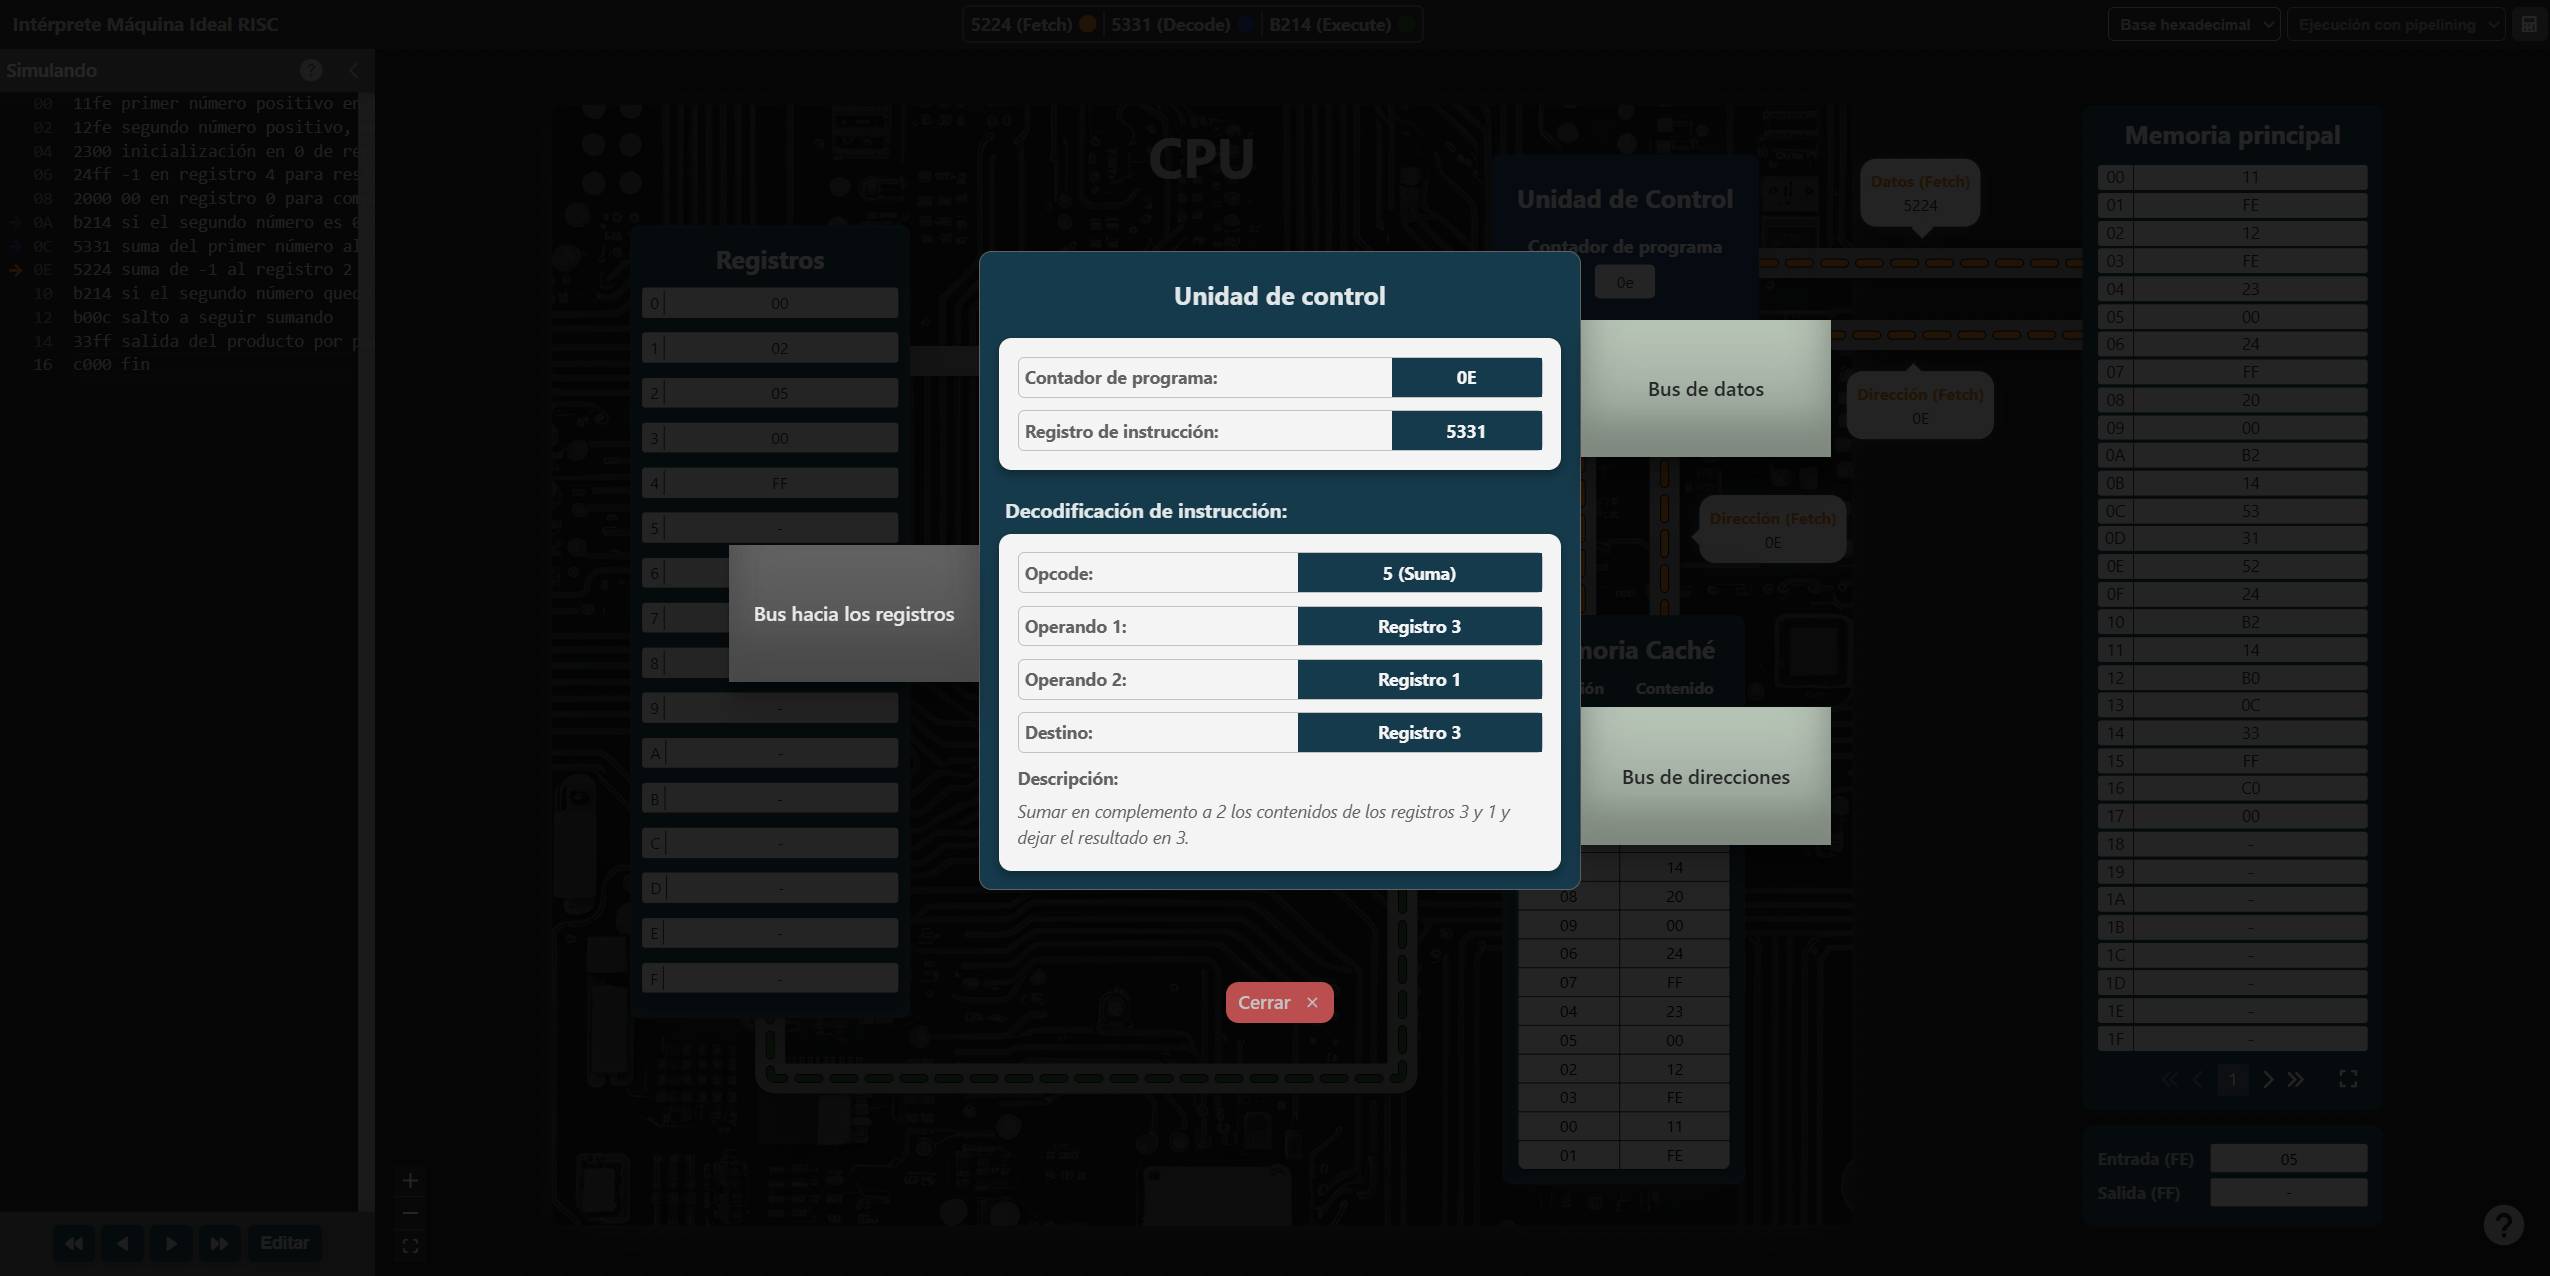 Intérprete Máquina Ideal RISC
5224 (Fetch) 5331 (Decode) B214 (Execute)
Base hexadecimal
Ejecución con pipelining
Simulando
?
00 11fe primer número positivo en
02 12fe segundo número positivo,
04 2300 inicialización en 0 de re
06 24ff -1 en registro 4 para res
08 2000 00 en registro 0 para com
0A b214 si el segundo número es 0
0C 5331 suma del primer número al
0E 5224 suma de -1 al registro 2
10 b214 si el segundo número qued
12 b00c salto a seguir sumando
14 33ff salida del producto por p
16 c000 fin
Editar
CPU
Registros
0 00
1 02
2 05
3 00
4 FF
5 -
6
7
8
9 -
A -
B -
C -
D -
E -
F -
Bus hacia los registros
Unidad de Control
Contador de programa
0e
Unidad de control
Contador de programa: 0E
Registro de instrucción: 5331
Decodificación de instrucción:
Opcode: 5 (Suma)
Operando 1: Registro 3
Operando 2: Registro 1
Destino: Registro 3
Descripción:
Sumar en complemento a 2 los contenidos de los registros 3 y 1 y
dejar el resultado en 3.
Cerrar ×
Bus de datos
Bus de direcciones
Datos (Fetch)
5224
Dirección (Fetch)
0E
Dirección (Fetch)
0E
moria Caché
ión Contenido
14
08 20
09 00
06 24
07 FF
04 23
05 00
02 12
03 FE
00 11
01 FE
Memoria principal
00 11
01 FE
02 12
03 FE
04 23
05 00
06 24
07 FF
08 20
09 00
0A B2
0B 14
0C 53
0D 31
0E 52
0F 24
10 B2
11 14
12 B0
13 0C
14 33
15 FF
16 C0
17 00
18 -
19 -
1A -
1B -
1C -
1D -
1E -
1F -
1
Entrada (FE) 05
Salida (FF) -
?